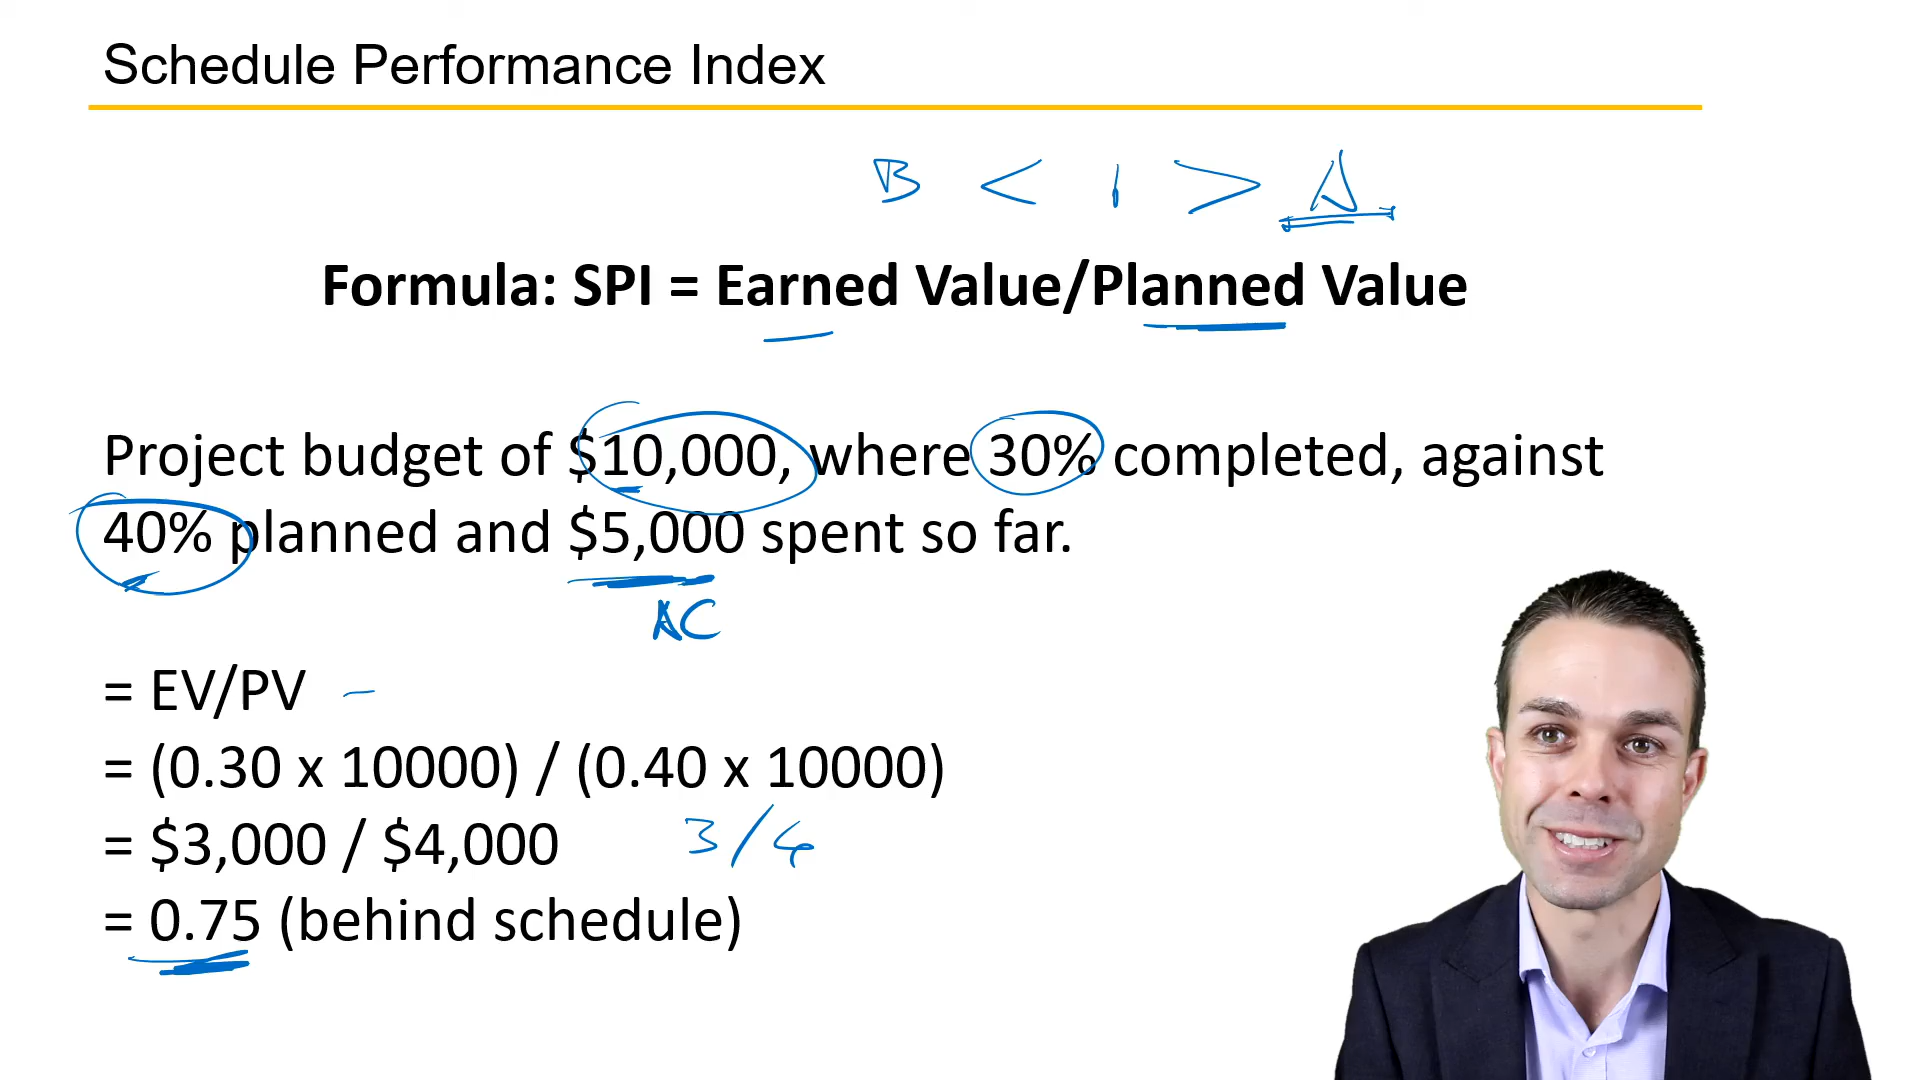 Schedule Performance Index
B < 1 > A
Formula: SPI = Earned Value/Planned Value
Project budget of $10,000, where 30% completed, against
40% planned and $5,000 spent so far.
AC
= EV/PV
= (0.30 x 10000) / (0.40 x 10000)
= $3,000 / $4,000 3/4
= 0.75 (behind schedule)